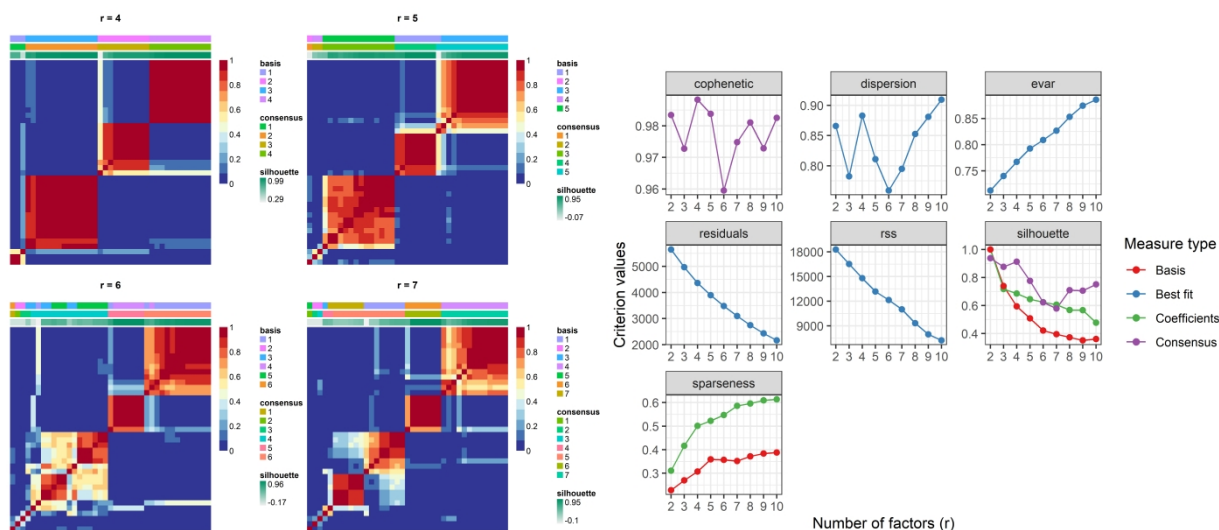 r = 4
basis
1
2
3
4
consensus
1
2
3
4
silhouette
0.99
0.29
1
0.8
0.6
0.4
0.2
0
r = 5
basis
1
2
3
4
5
consensus
1
2
3
4
5
silhouette
0.95
-0.07
1
0.8
0.6
0.4
0.2
0
r = 6
basis
1
2
3
4
5
6
consensus
1
2
3
4
5
6
silhouette
0.96
-0.17
1
0.8
0.6
0.4
0.2
0
r = 7
basis
1
2
3
4
5
6
7
consensus
1
2
3
4
5
6
7
silhouette
0.95
-0.1
1
0.8
0.6
0.4
0.2
0
Criterion values
cophenetic
0.98
0.97
0.96
2 3 4 5 6 7 8 9 10
dispersion
0.90
0.85
0.80
2 3 4 5 6 7 8 9 10
evar
0.85
0.80
0.75
2 3 4 5 6 7 8 9 10
residuals
5000
4000
3000
2000
2 3 4 5 6 7 8 9 10
rss
18000
15000
12000
9000
2 3 4 5 6 7 8 9 10
silhouette
1.0
0.8
0.6
0.4
2 3 4 5 6 7 8 9 10
sparseness
0.6
0.5
0.4
0.3
2 3 4 5 6 7 8 9 10
Number of factors (r)
Measure type
Basis
Best fit
Coefficients
Consensus